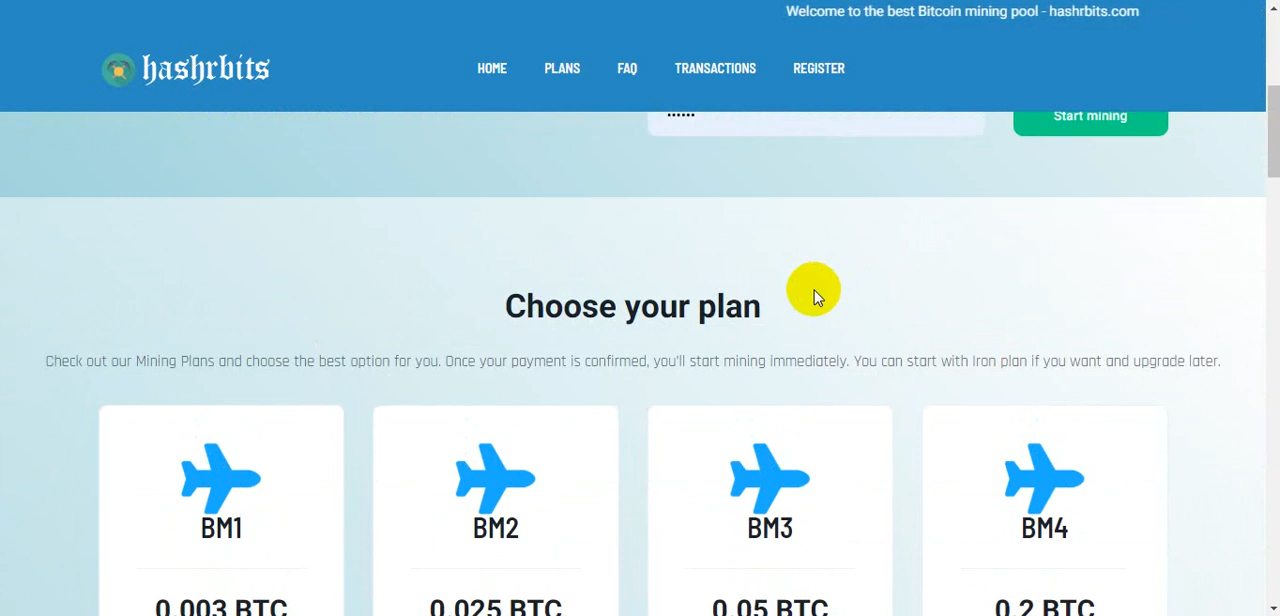 Welcome to the best Bitcoin mining pool - hashrbits.com
hashrbits
HOME PLANS FAQ TRANSACTIONS REGISTER
Start mining
Choose your plan
Check out our Mining Plans and choose the best option for you. Once your payment is confirmed, you'll start mining immediately. You can start with Iron plan if you want and upgrade later.
BM1 BM2 BM3 BM4
0.003 BTC 0.025 BTC 0.05 BTC 0.2 BTC